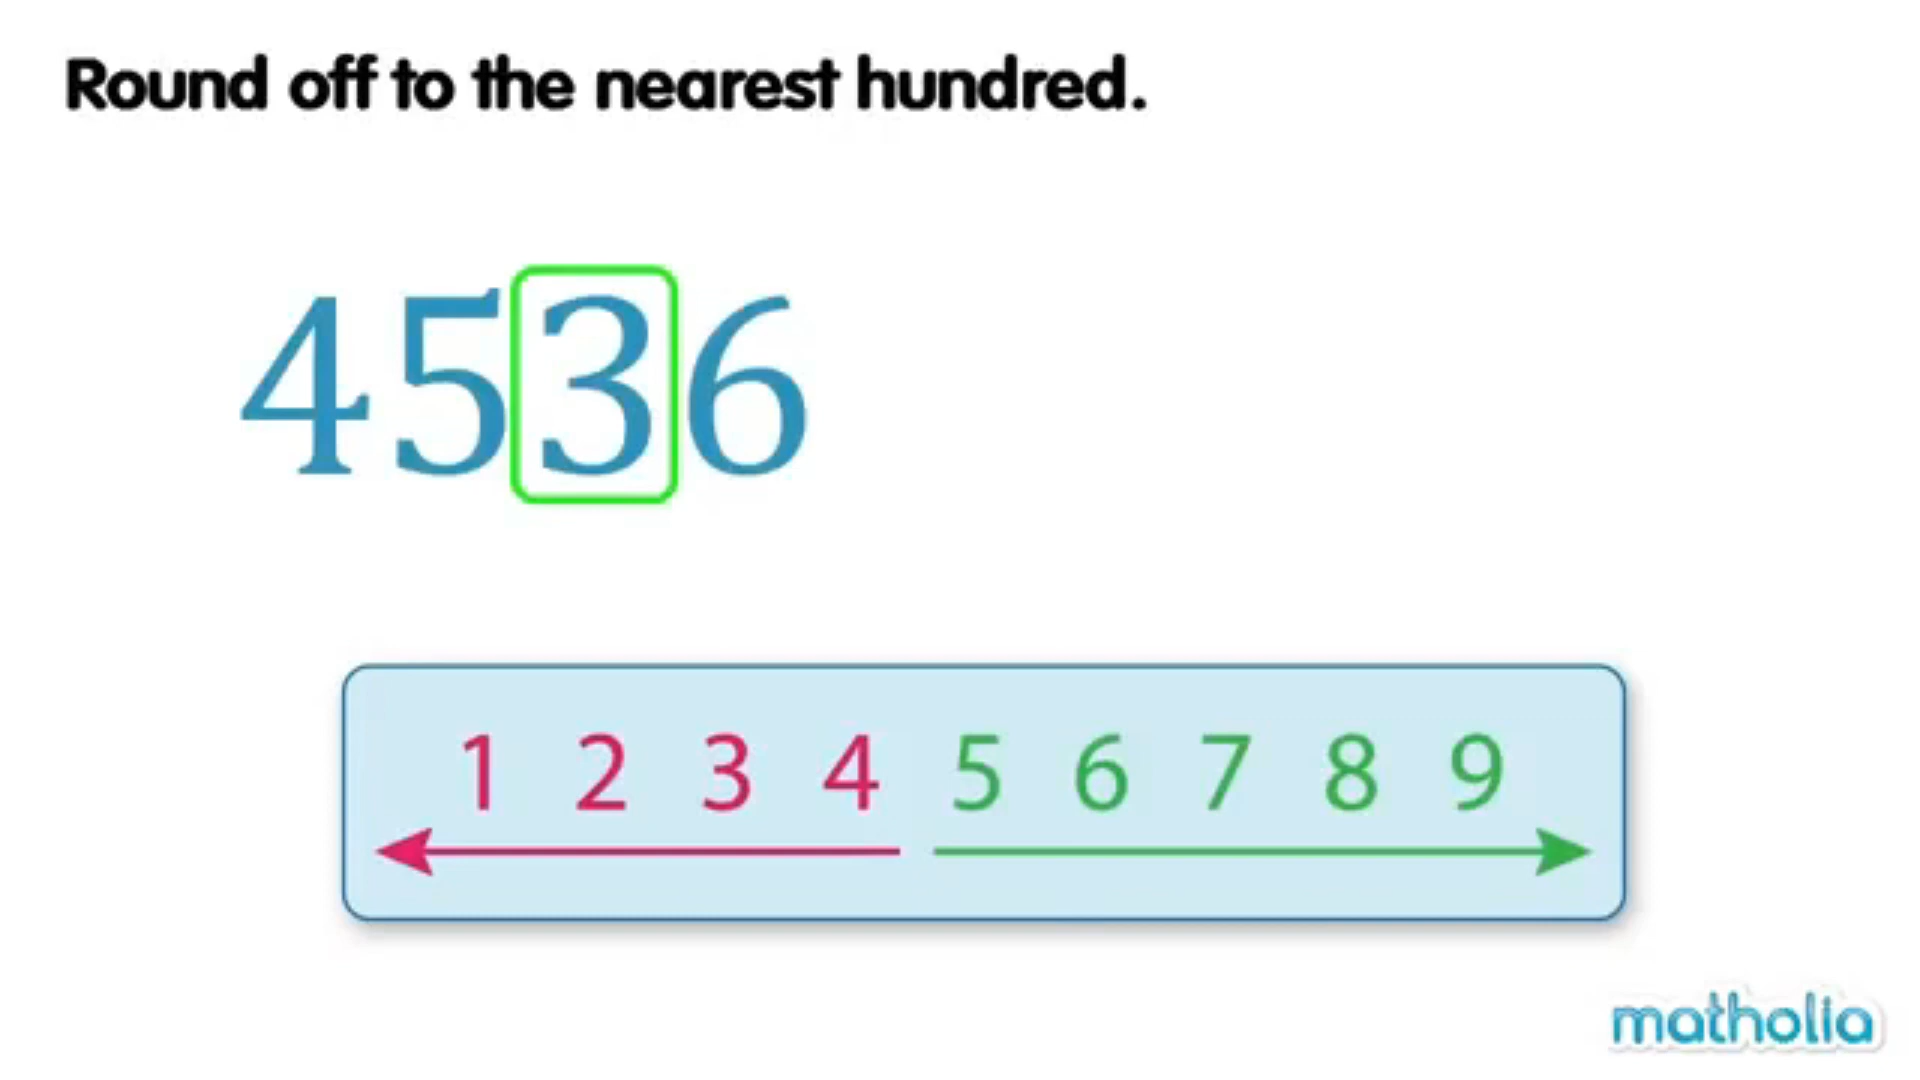 Round off to the nearest hundred.
4536
1 2 3 4 5 6 7 8 9
matholia